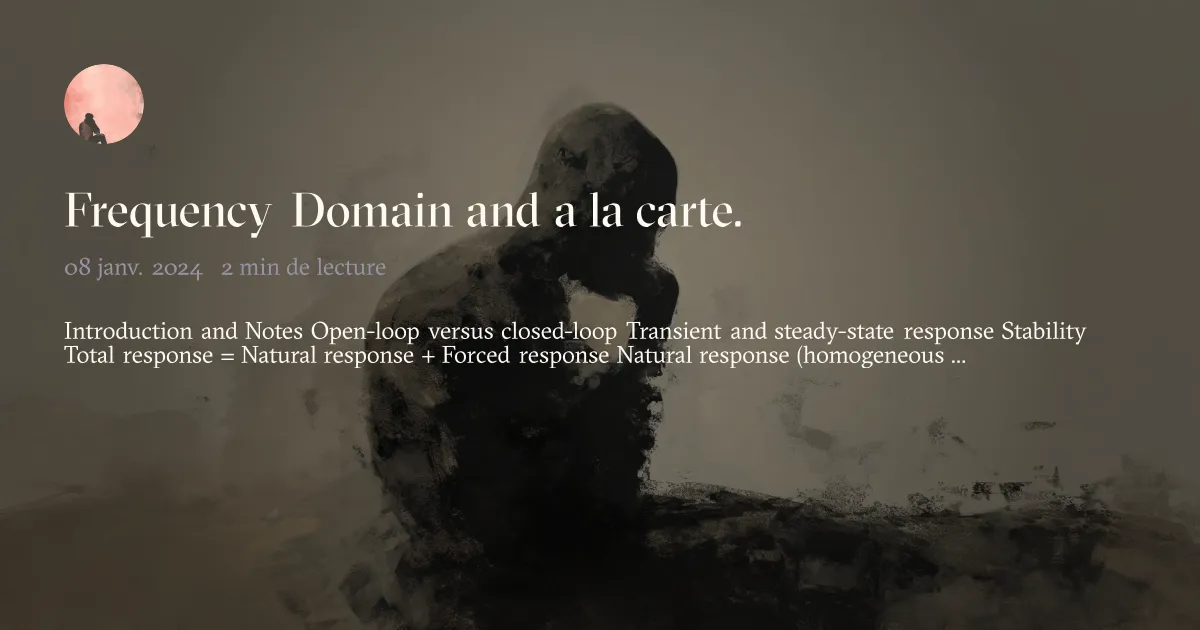 Frequency Domain and a la carte.
08 janv. 2024 2 min de lecture
Introduction and Notes Open-loop versus closed-loop Transient and steady-state response Stability
Total response = Natural response + Forced response Natural response (homogeneous ...